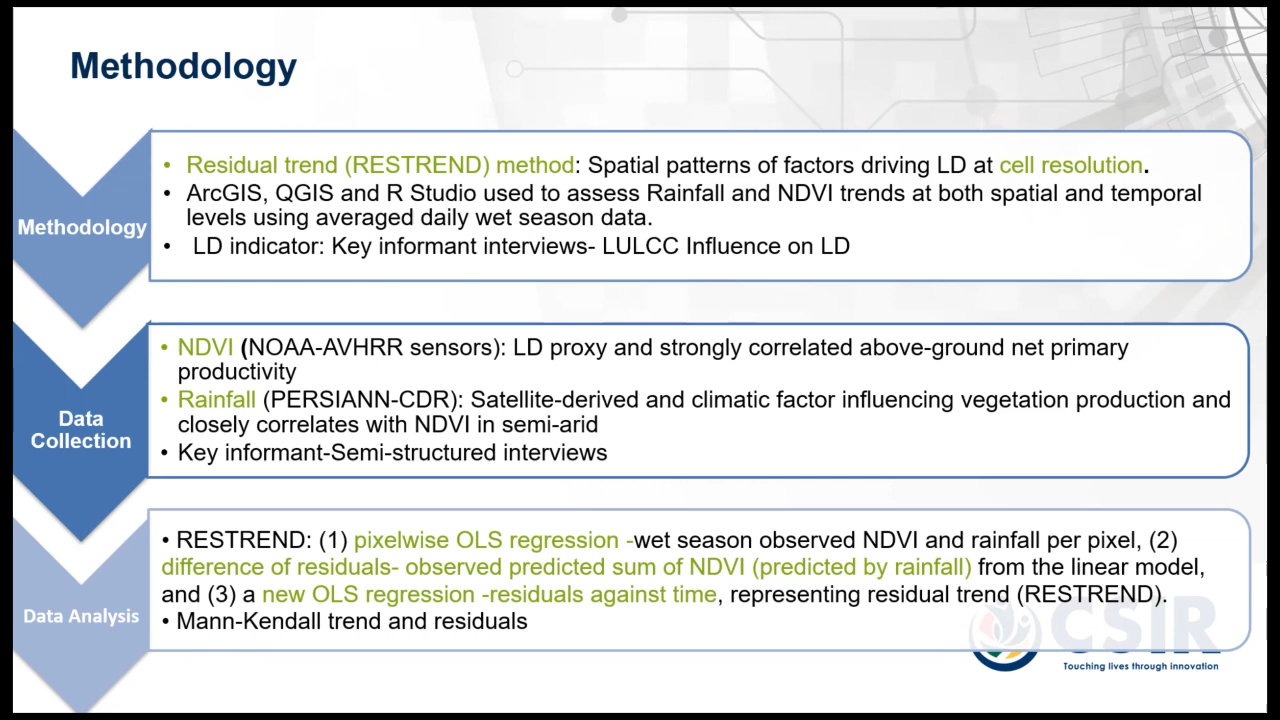 Methodology
Methodology
• Residual trend (RESTREND) method: Spatial patterns of factors driving LD at cell resolution.
• ArcGIS, QGIS and R Studio used to assess Rainfall and NDVI trends at both spatial and temporal
levels using averaged daily wet season data.
• LD indicator: Key informant interviews- LULCC Influence on LD
Data
Collection
• NDVI (NOAA-AVHRR sensors): LD proxy and strongly correlated above-ground net primary
productivity
• Rainfall (PERSIANN-CDR): Satellite-derived and climatic factor influencing vegetation production and
closely correlates with NDVI in semi-arid
• Key informant-Semi-structured interviews
Data Analysis
• RESTREND: (1) pixelwise OLS regression -wet season observed NDVI and rainfall per pixel, (2)
difference of residuals- observed predicted sum of NDVI (predicted by rainfall) from the linear model,
and (3) a new OLS regression -residuals against time, representing residual trend (RESTREND).
• Mann-Kendall trend and residuals
CSIR
Touching lives through innovation